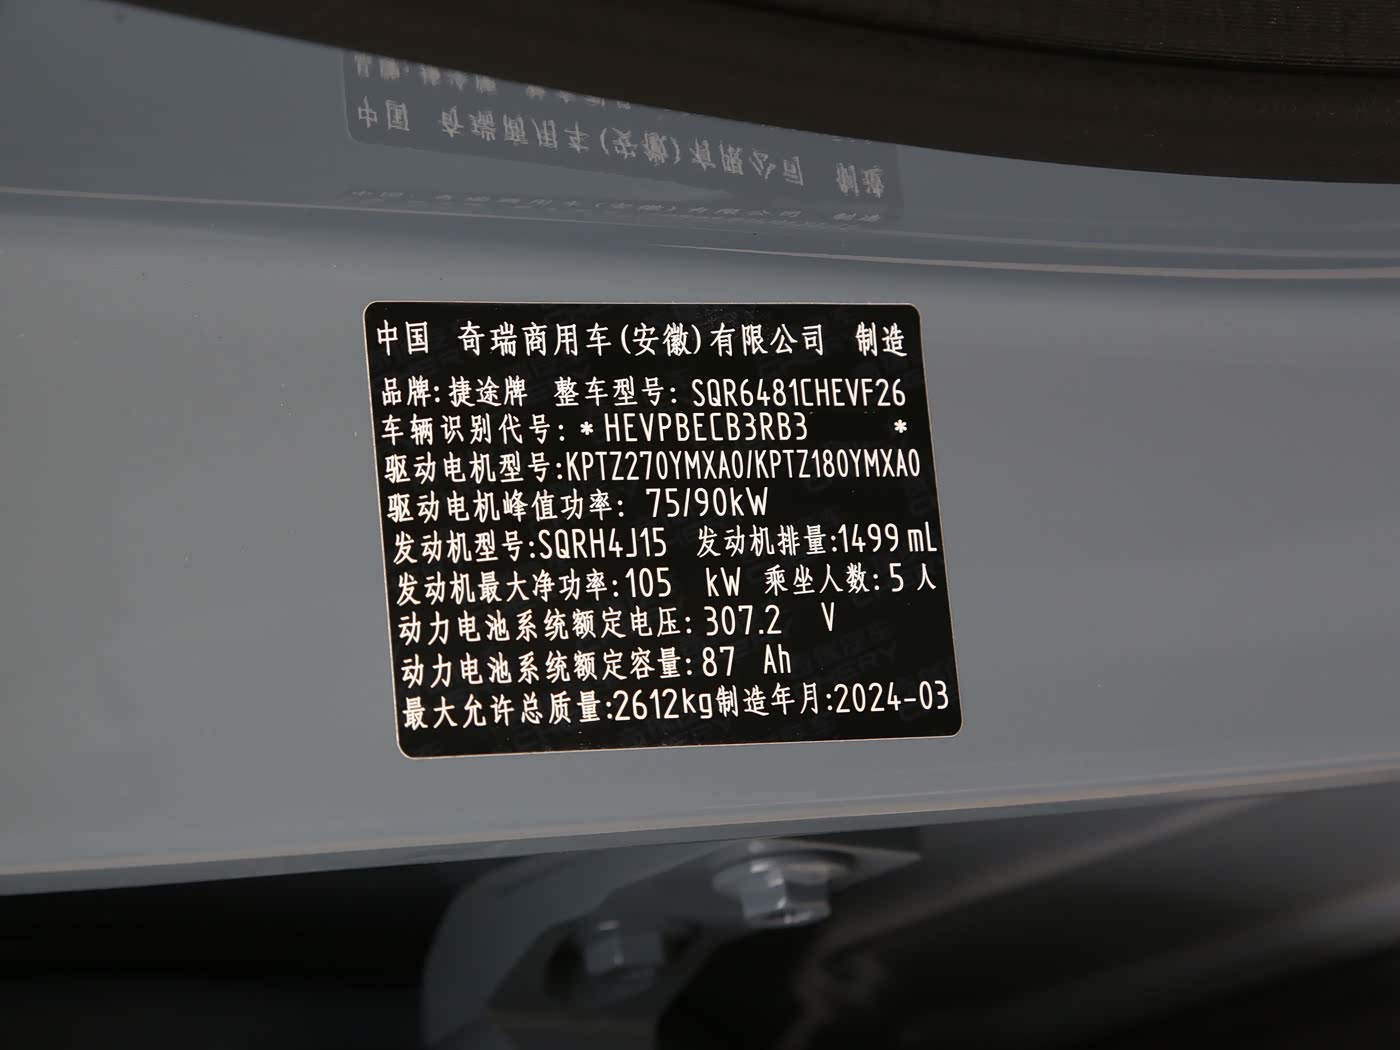 中国 奇瑞商用车(安徽)有限公司 制造
品牌:捷途牌 整车型号: SQR6481CHEVF26
车辆识别代号: *HEVPBECB3RB3 *
驱动电机型号:KPTZ270YMXA0/KPTZ180YMXA0
驱动电机峰值功率: 75/90kW
发动机型号:SQRH4J15 发动机排量:1499 mL
发动机最大净功率:105 kW 乘坐人数: 5 人
动力电池系统额定电压: 307.2 V
动力电池系统额定容量: 87 Ah
最大允许总质量:2612kg制造年月:2024-03